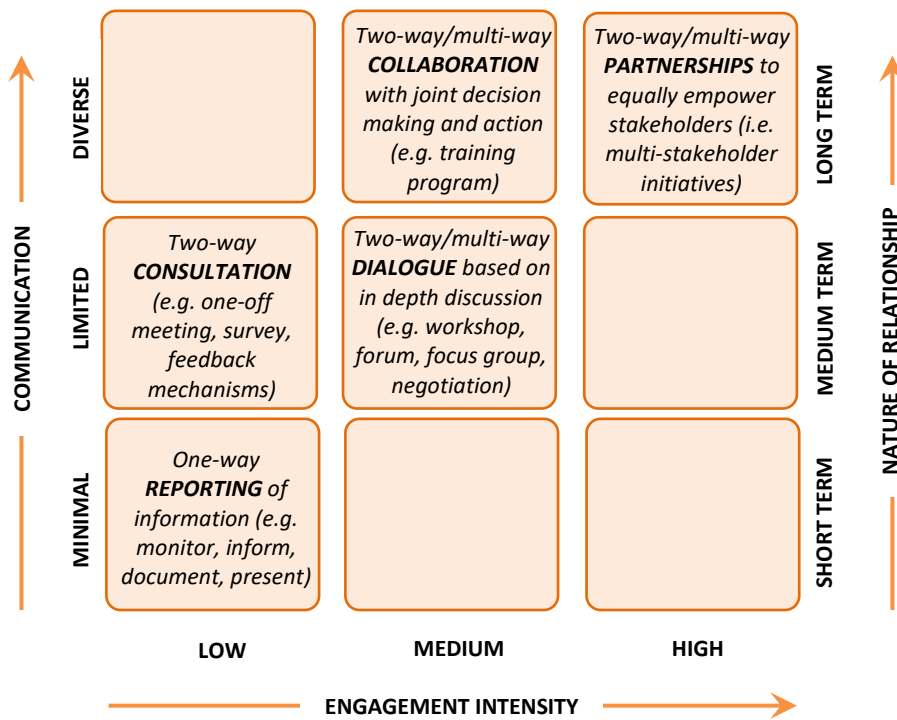 Two-way/multi-way
COLLABORATION
with joint decision
making and action
(e.g. training
program)
Two-way/multi-way
PARTNERSHIPS to
equally empower
stakeholders (i.e.
multi-stakeholder
initiatives)
Two-way
CONSULTATION
(e.g. one-off
meeting, survey,
feedback
mechanisms)
Two-way/multi-way
DIALOGUE based on
in depth discussion
(e.g. workshop,
forum, focus group,
negotiation)
One-way
REPORTING of
information (e.g.
monitor, inform,
document, present)
COMMUNICATION
DIVERSE
LIMITED
MINIMAL
LONG TERM
MEDIUM TERM
SHORT TERM
NATURE OF RELATIONSHIP
LOW
MEDIUM
HIGH
ENGAGEMENT INTENSITY